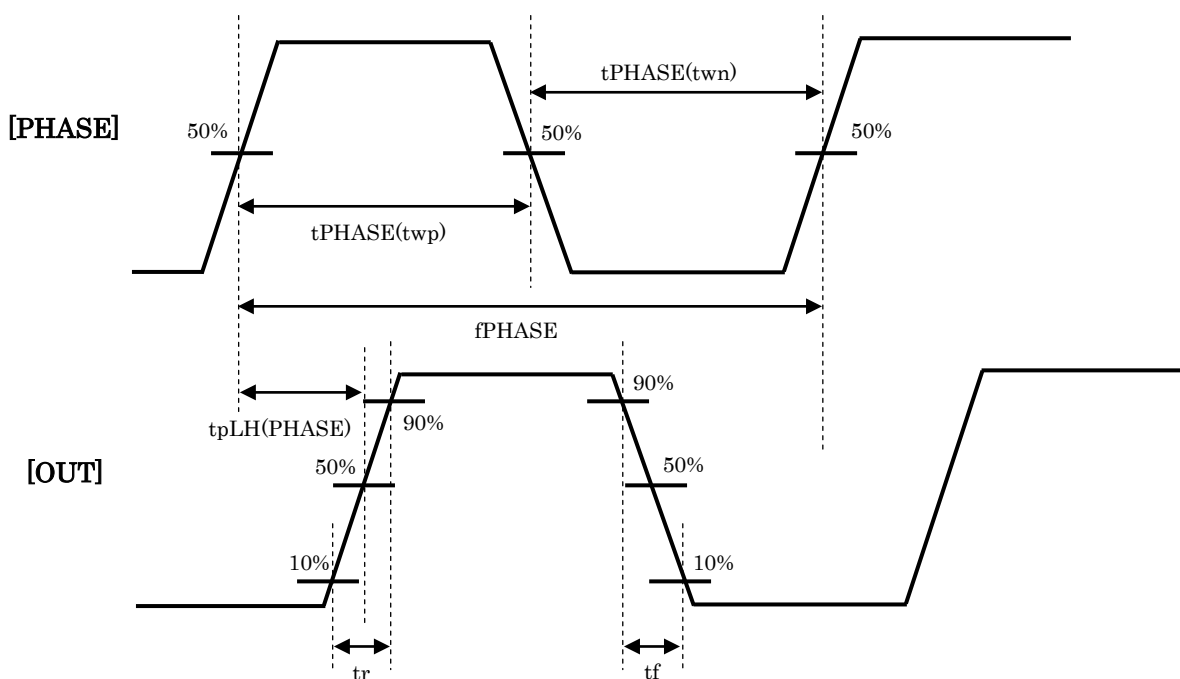 tPHASE(twn)
[PHASE]
50%
50%
50%
tPHASE(twp)
fPHASE
90%
tpLH(PHASE)
90%
[OUT]
50%
50%
10%
10%
tr
tf